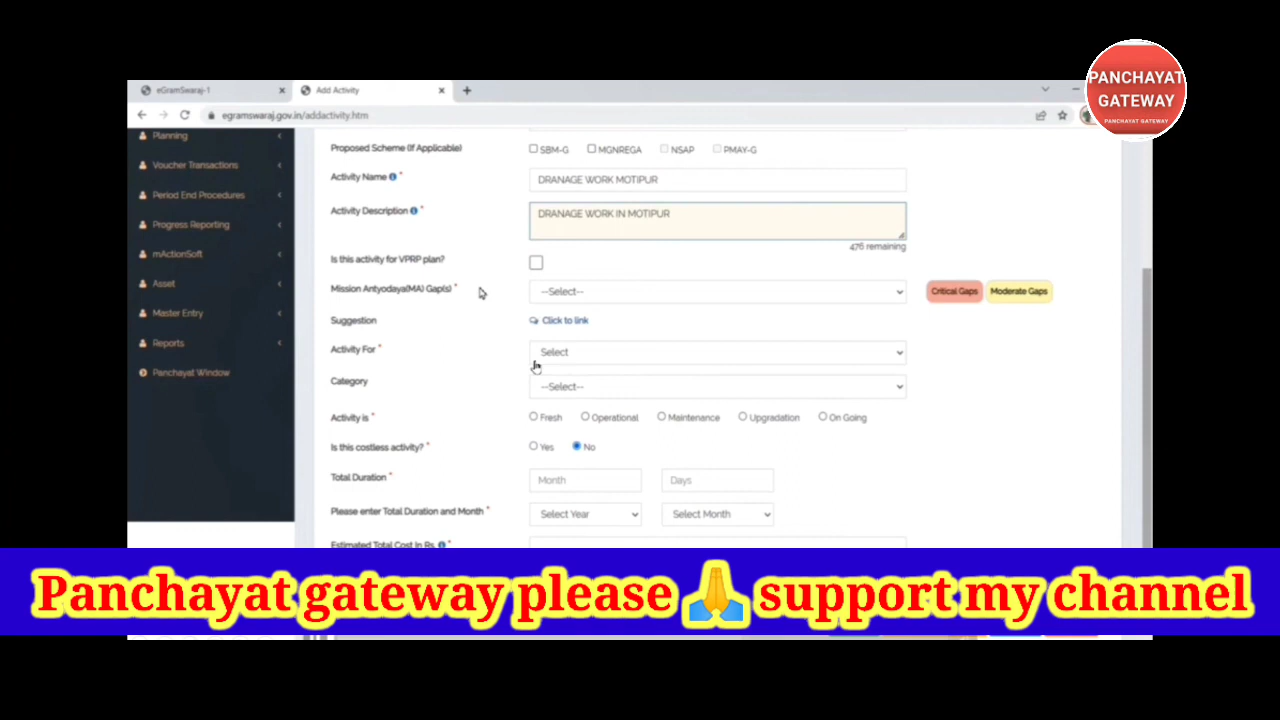 PANCHAYAT
GATEWAY
PANCHAYAT GATEWAY
eGramSwaraj-1
Add Activity
egramswaraj.gov.in/addactivity.htm
Planning
Voucher Transactions
Period End Procedures
Progress Reporting
mActionSoft
Asset
Master Entry
Reports
Panchayat Window
Proposed Scheme (If Applicable) SBM-G MGNREGA NSAP PMAY-G
Activity Name * DRANAGE WORK MOTIPUR
Activity Description * DRANAGE WORK IN MOTIPUR
476 remaining
Is this activity for VPRP plan?
Mission Antyodaya(MA) Gap(s) * --Select-- Critical Gaps Moderate Gaps
Suggestion Click to link
Activity For * Select
Category --Select--
Activity is * Fresh Operational Maintenance Upgradation On Going
Is this costless activity? * Yes No
Total Duration * Month Days
Please enter Total Duration and Month * Select Year Select Month
Estimated Total Cost In Rs. *
Panchayat gateway please 🙏 support my channel